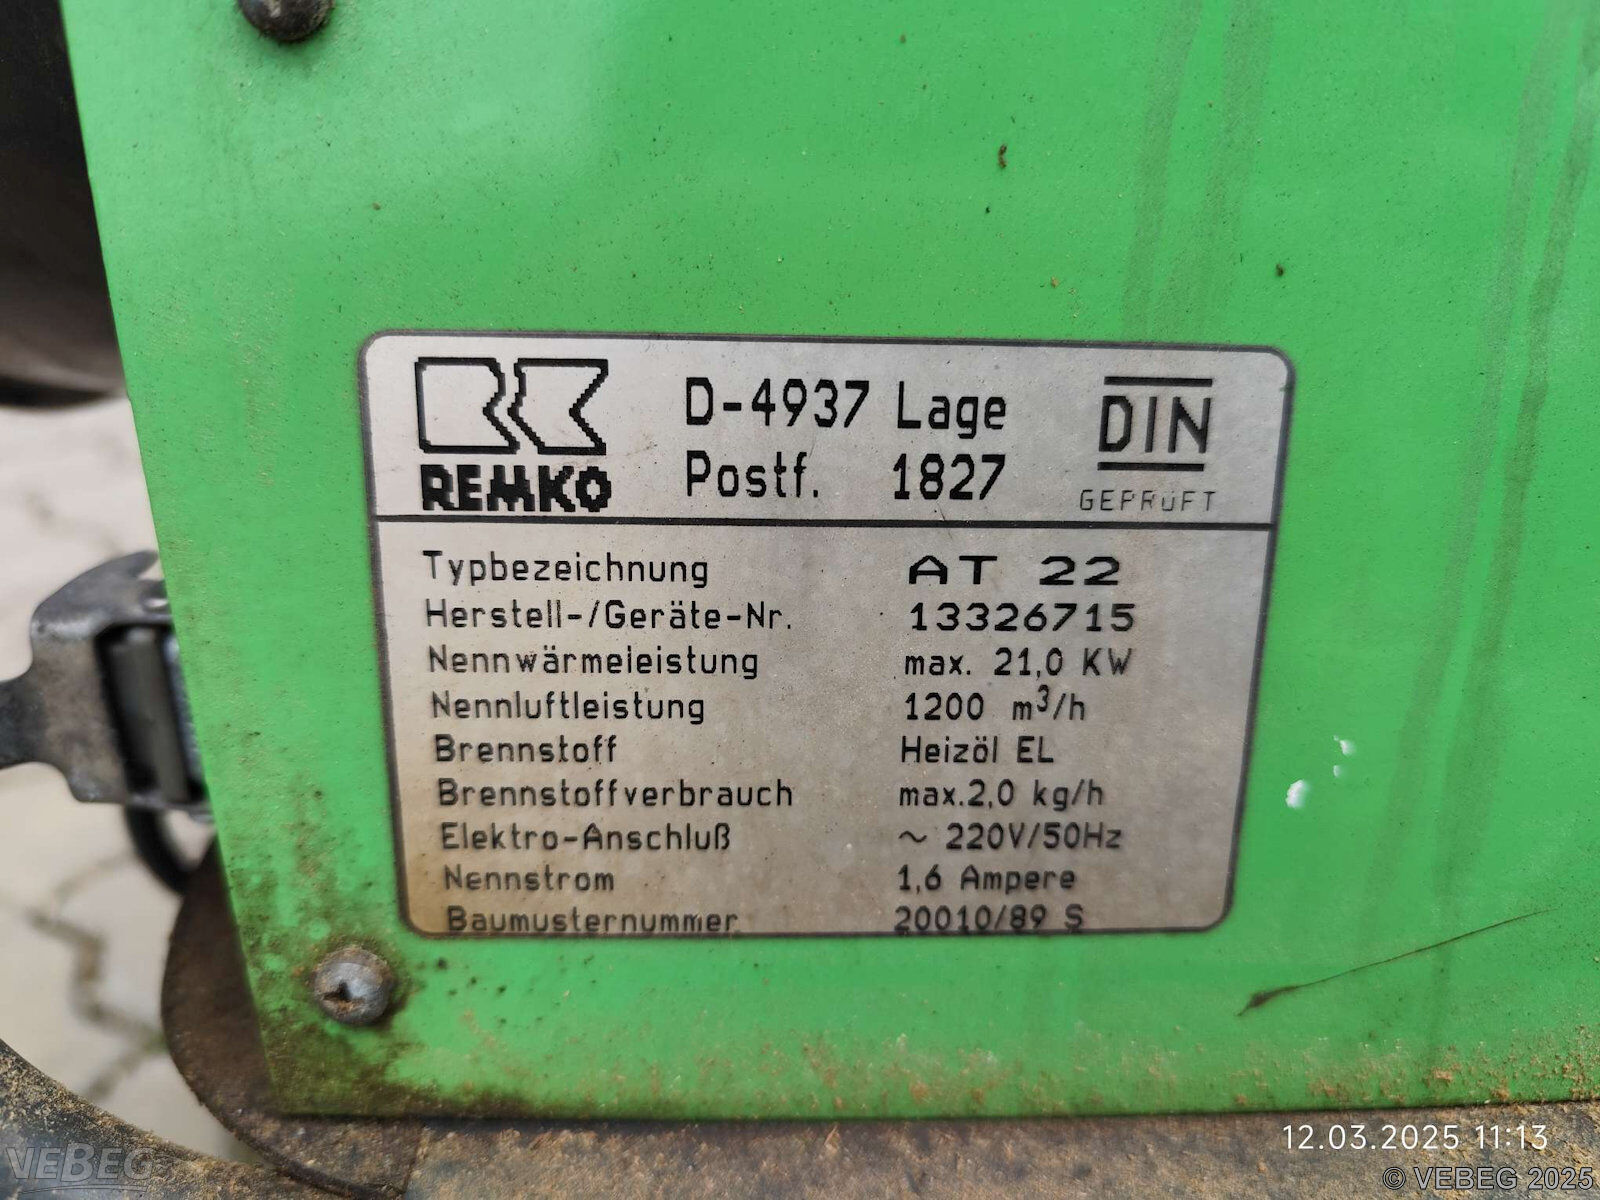 REMKO
D-4937 Lage
Postf. 1827
DIN
GEPRÜFT
Typbezeichnung AT 22
Herstell-/Geräte-Nr. 13326715
Nennwärmeleistung max. 21,0 KW
Nennluftleistung 1200 m³/h
Brennstoff Heizöl EL
Brennstoffverbrauch max.2,0 kg/h
Elektro-Anschluß ~ 220V/50Hz
Nennstrom 1,6 Ampere
Baumusternummer 20010/89 S
12.03.2025 11:13
VEBEG
© VEBEG 2025